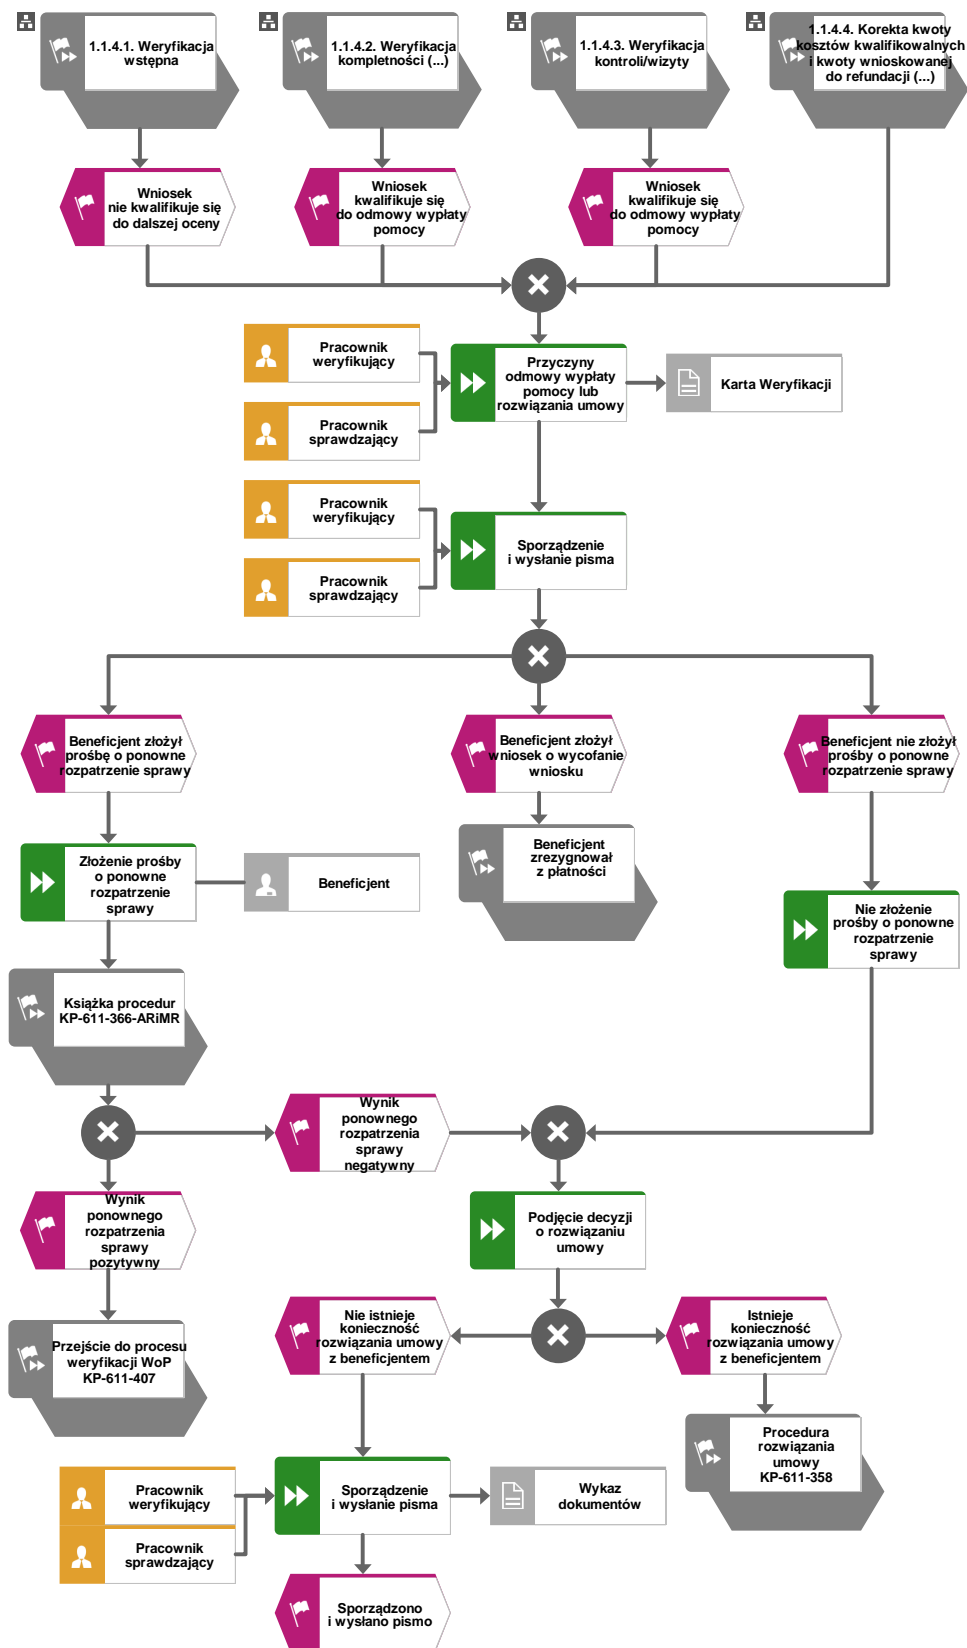 1.1.4.1. Weryfikacja
wstępna
1.1.4.2. Weryfikacja
kompletności (...)
1.1.4.3. Weryfikacja
kontroli/wizyty
1.1.4.4. Korekta kwoty
kosztów kwalifikowalnych
i kwoty wnioskowanej
do refundacji (...)
Wniosek
nie kwalifikuje się
do dalszej oceny
Wniosek
kwalifikuje się
do odmowy wypłaty
pomocy
Wniosek
kwalifikuje się
do odmowy wypłaty
pomocy
Pracownik
weryfikujący
Pracownik
sprawdzający
Przyczyny
odmowy wypłaty
pomocy lub
rozwiązania umowy
Karta Weryfikacji
Pracownik
weryfikujący
Pracownik
sprawdzający
Sporządzenie
i wysłanie pisma
Beneficjent złożył
prośbę o ponowne
rozpatrzenie sprawy
Beneficjent złożył
wniosek o wycofanie
wniosku
Beneficjent nie złożył
prośby o ponowne
rozpatrzenie sprawy
Złożenie prośby
o ponowne
rozpatrzenie
sprawy
Beneficjent
Beneficjent
zrezygnował
z płatności
Nie złożenie
prośby o ponowne
rozpatrzenie
sprawy
Książka procedur
KP-611-366-ARiMR
Wynik
ponownego
rozpatrzenia
sprawy
negatywny
Wynik
ponownego
rozpatrzenia
sprawy
pozytywny
Podjęcie decyzji
o rozwiązaniu
umowy
Nie istnieje
konieczność
rozwiązania umowy
z beneficjentem
Istnieje
konieczność
rozwiązania umowy
z beneficjentem
Przejście do procesu
weryfikacji WoP
KP-611-407
Procedura
rozwiązania
umowy
KP-611-358
Pracownik
weryfikujący
Pracownik
sprawdzający
Sporządzenie
i wysłanie pisma
Wykaz
dokumentów
Sporządzono
i wysłano pismo